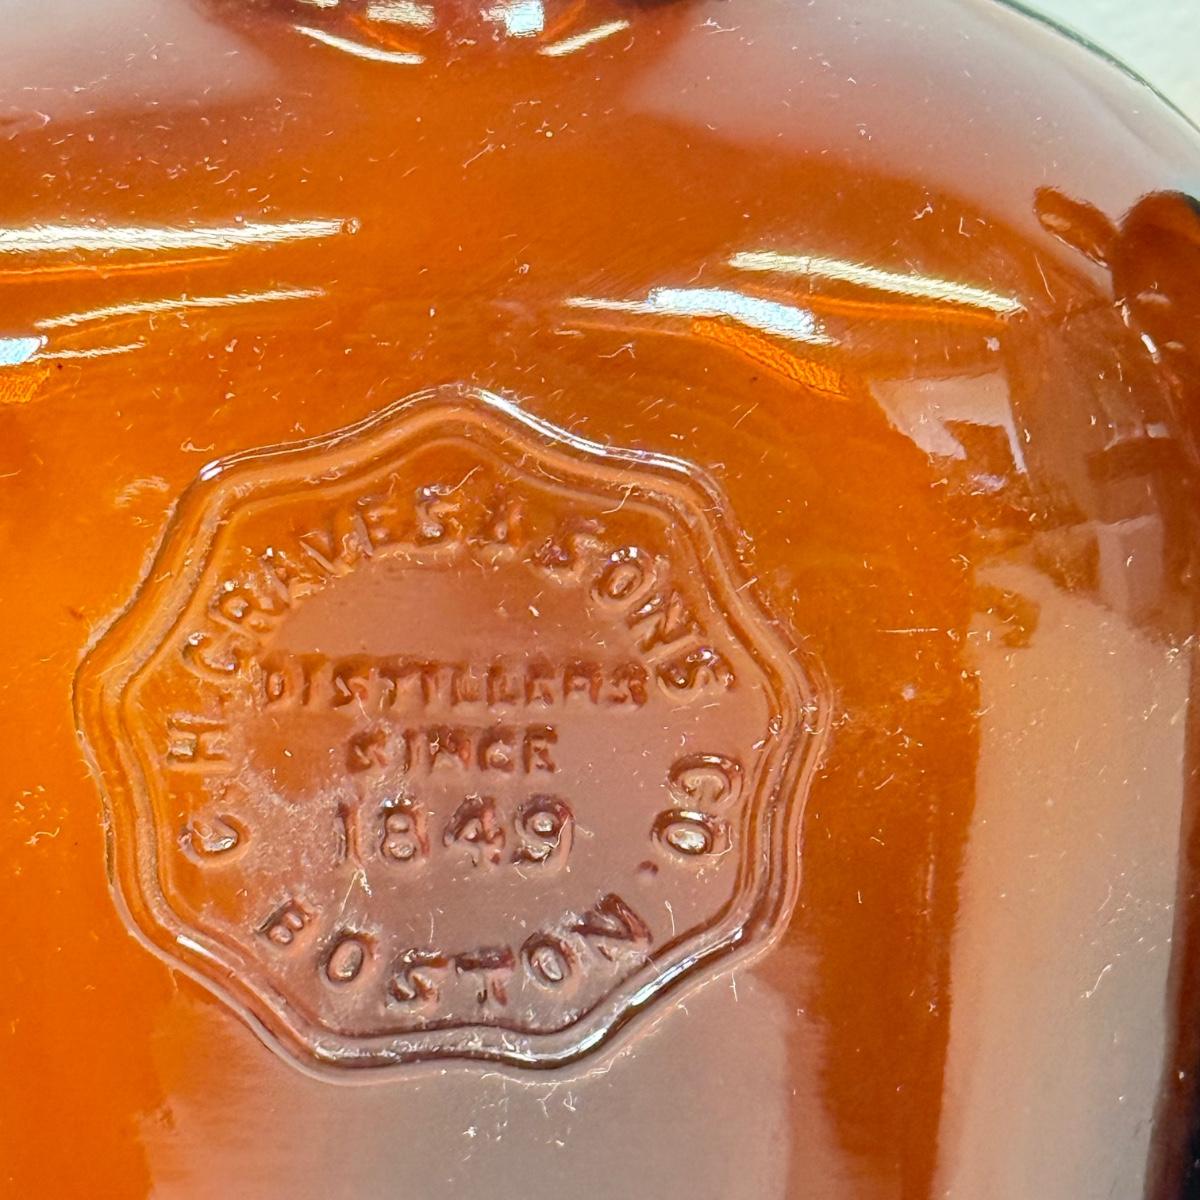 C.H. GRAVES & SONS CO.
DISTILLERS
SINCE
1849
BOSTON